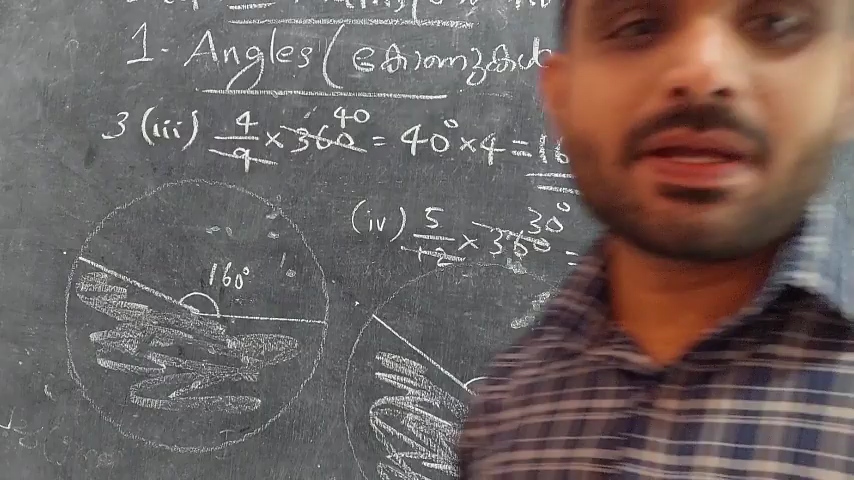 1. Angles (കോണുകൾ
3 (iii) 4/9 × 360 40 = 40° × 4 = 16
(iv) 5/12 × 360 30° =
160°